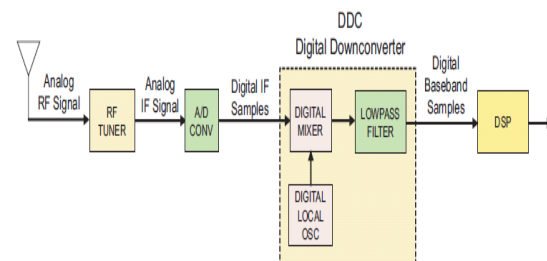 DDC
Digital Downconverter
Analog
RF Signal
RF
TUNER
Analog
IF Signal
A/D
CONV
Digital IF
Samples
DIGITAL
MIXER
LOWPASS
FILTER
DIGITAL
LOCAL
OSC
Digital
Baseband
Samples
DSP